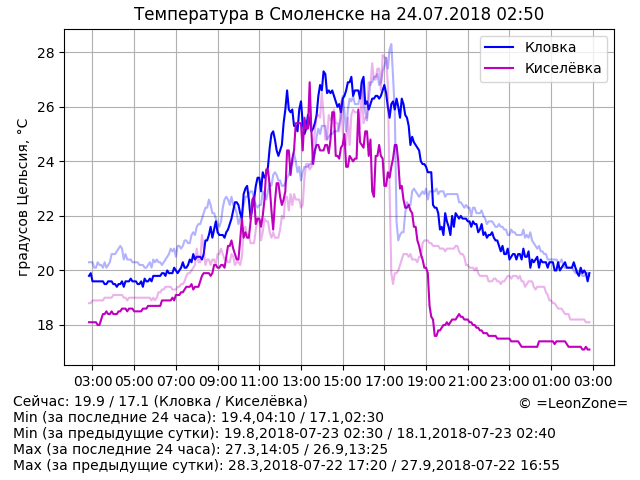 Температура в Смоленске на 24.07.2018 02:50
градусов Цельсия, °C
28
26
24
22
20
18
Кловка
Киселёвка
03:00 05:00 07:00 09:00 11:00 13:00 15:00 17:00 19:00 21:00 23:00 01:00 03:00
Сейчас: 19.9 / 17.1 (Кловка / Киселёвка)
© =LeonZone=
Min (за последние 24 часа): 19.4,04:10 / 17.1,02:30
Min (за предыдущие сутки): 19.8,2018-07-23 02:30 / 18.1,2018-07-23 02:40
Max (за последние 24 часа): 27.3,14:05 / 26.9,13:25
Max (за предыдущие сутки): 28.3,2018-07-22 17:20 / 27.9,2018-07-22 16:55